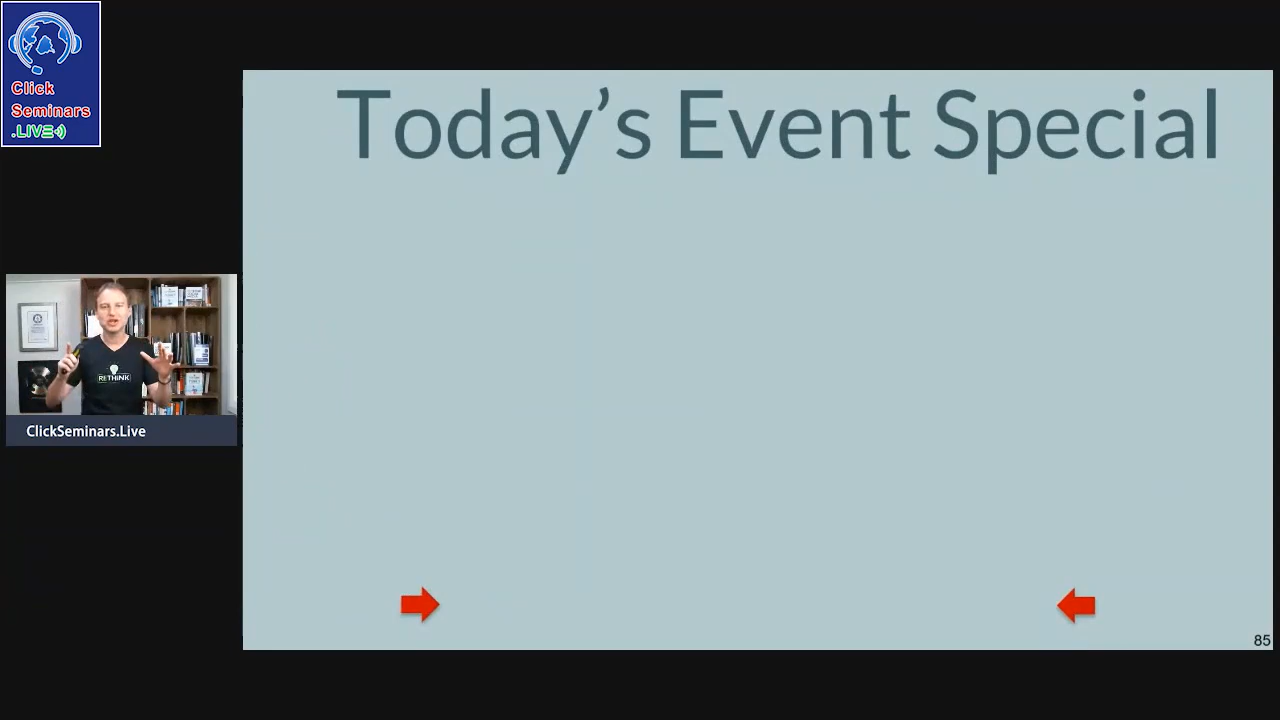 Click
Seminars
.LIVE
Today's Event Special
RETHiNK
ClickSeminars.Live
85